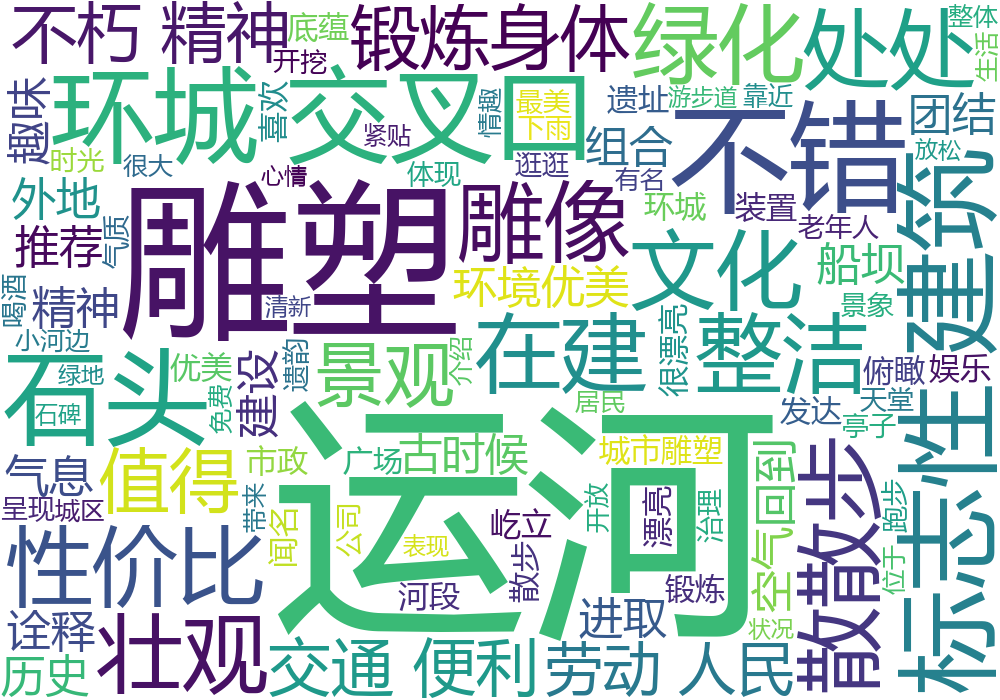 不朽 精神
底蕴
开挖
锻炼身体
绿化
处处
整体
生活
趣味
环城
喜欢
交叉口
紧贴
情趣
最美
下雨
遗址
游步道
靠近
不错
团结
放松
时光
很大
心情
体现
逛逛
组合
有名
外地
气质
推荐
雕塑
雕像
环城
装置
老年人
建筑
文化
船坝
景象
喝酒
精神
清新
环境优美
小河边
石头
绿地
石碑
优美
免费
建设
遗韵
景观
介绍
在建
很漂亮
整洁
俯瞰
娱乐
居民
发达
天堂
亭子
标志性
运河
气息
值得
市政
广场
古时候
城市雕塑
空气回到
散散步
呈现
城区
带来
闻名
公司
表现
屹立
开放
漂亮
治理
跑步
位于
性价比
河段
散步
锻炼
状况
诠释
历史
壮观
交通 便利
进取
劳动 人民